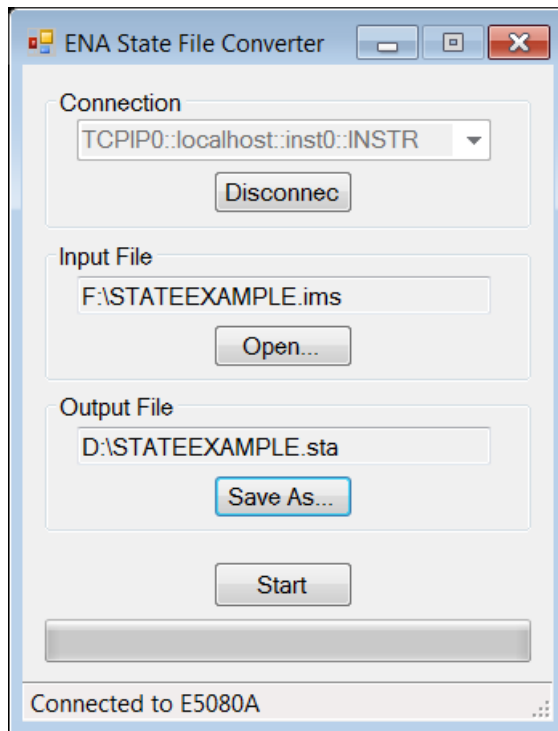 ENA State File Converter
Connection
TCPIP0::localhost::inst0::INSTR
Disconnec
Input File
F:\STATEEXAMPLE.ims
Open...
Output File
D:\STATEEXAMPLE.sta
Save As...
Start
Connected to E5080A